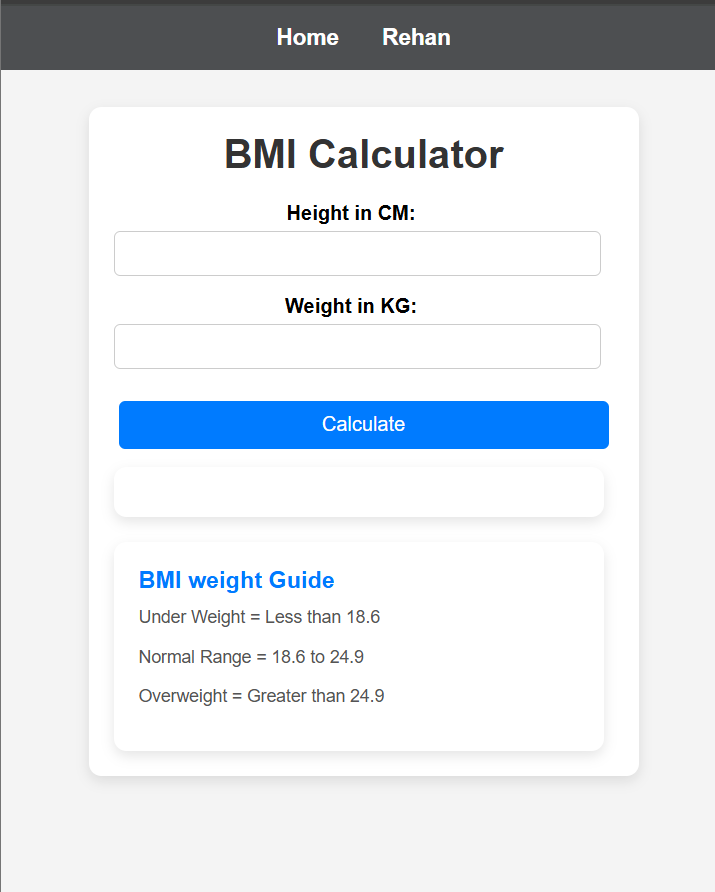 Home Rehan
BMI Calculator
Height in CM:
Weight in KG:
Calculate
BMI weight Guide
Under Weight = Less than 18.6
Normal Range = 18.6 to 24.9
Overweight = Greater than 24.9